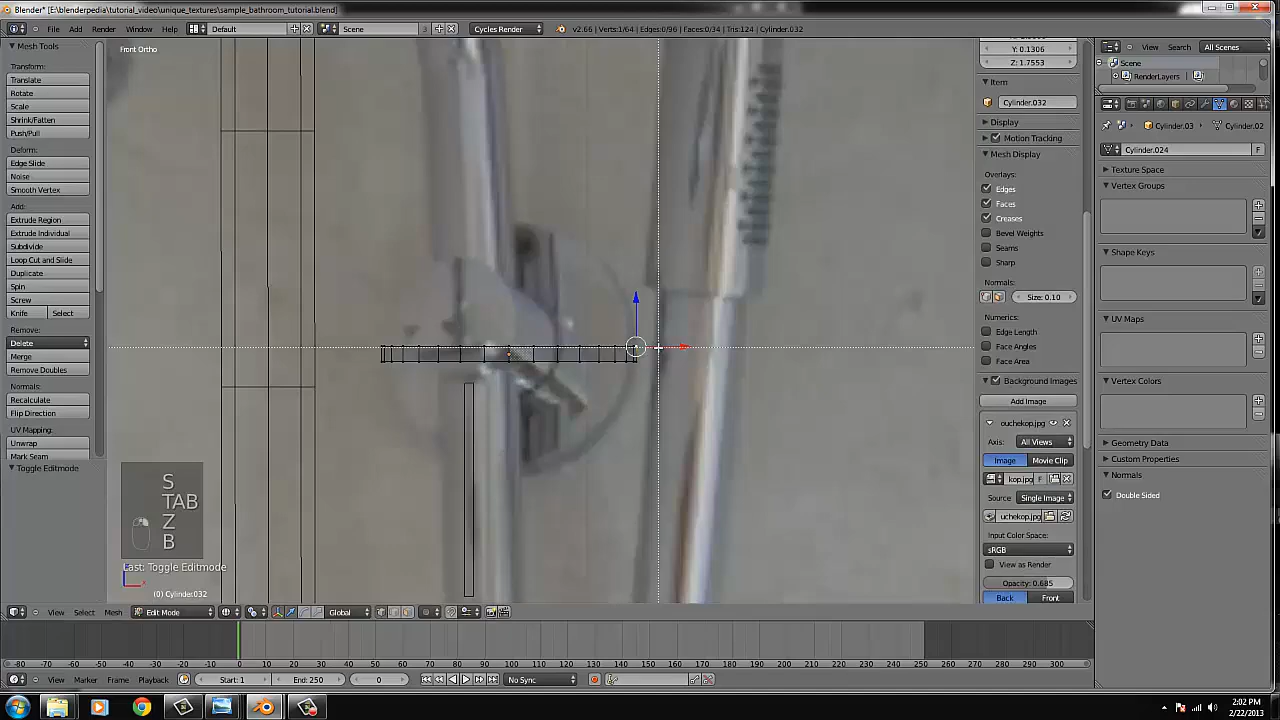 Blender* [E:\blenderpedia\tutorial_video\unique_textures\sample_bathroom_tutorial.blend]
File Add Render Window Help Default Scene 3 Cycles Render v2.66 | Verts:1/64 | Edges:0/96 | Faces:0/34 | Tris:124 | Cylinder.032
Mesh Tools
Transform:
Translate
Rotate
Scale
Shrink/Fatten
Push/Pull
Deform:
Edge Slide
Noise
Smooth Vertex
Add:
Extrude Region
Extrude Individual
Subdivide
Loop Cut and Slide
Duplicate
Spin
Screw
Knife Select
Remove:
Delete
Merge
Remove Doubles
Normals:
Recalculate
Flip Direction
UV Mapping:
Unwrap
Mark Seam
Toggle Editmode
Front Ortho
S
TAB
Z
B
Last: Toggle Editmode
(0) Cylinder.032
View Select Mesh Edit Mode Global
Y: 0.1306
Z: 1.7553
Item
Cylinder.032
Display
Motion Tracking
Mesh Display
Overlays:
Edges
Faces
Creases
Bevel Weights
Seams
Sharp
Normals:
Size: 0.10
Numerics:
Edge Length
Face Angles
Face Area
Background Images
Add Image
ouchekop.jpg
Axis: All Views
Image Movie Clip
kop.jpg F
Source Single Image
uchekop.jpg
Input Color Space:
sRGB
View as Render
Opacity: 0.685
Back Front
View Search All Scenes
Scene
RenderLayers
Cylinder.03 Cylinder.02
Cylinder.024 F
Texture Space
Vertex Groups
Shape Keys
UV Maps
Vertex Colors
Geometry Data
Custom Properties
Normals
Double Sided
-80 -70 -60 -50 -40 -30 -20 -10 0 10 20 30 40 50 60 70 80 90 100 110 120 130 140 150 160 170 180 190 200 210 220 230 240 250 260 270 280 290 300
View Marker Frame Playback Start: 1 End: 250 0 No Sync
2:02 PM
2/22/2013